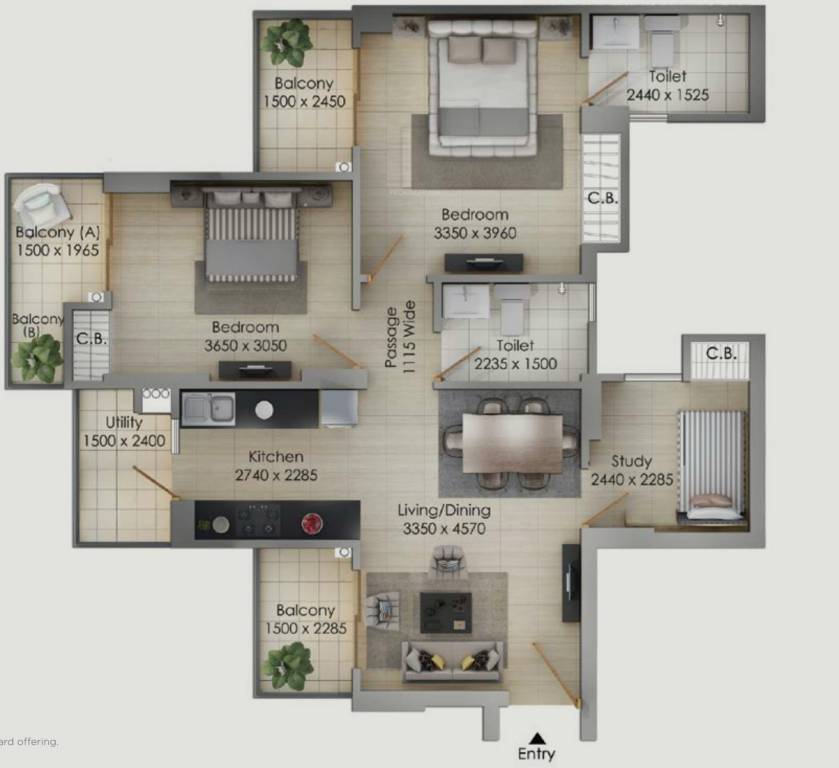 Balcony
1500 x 2450
Toilet
2440 x 1525
C.B.
Bedroom
3350 x 3960
Balcony (A)
1500 x 1965
Balcony
(B)
C.B.
Bedroom
3650 x 3050
Passage
1115 Wide
Toilet
2235 x 1500
C.B.
Utility
1500 x 2400
Kitchen
2740 x 2285
Study
2440 x 2285
Living/Dining
3350 x 4570
Balcony
1500 x 2285
ard offering.
Entry